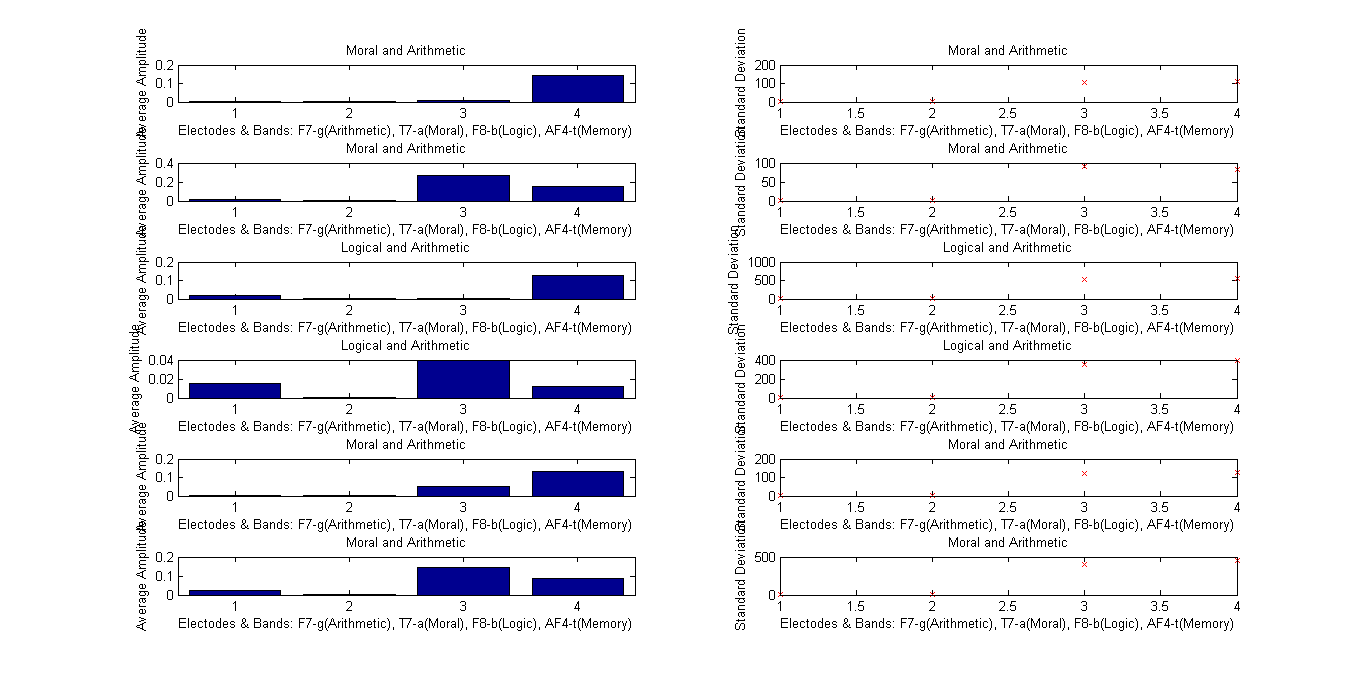 Moral and Arithmetic
Average Amplitude
0.2
0.1
0
1 2 3 4
Electodes & Bands: F7-g(Arithmetic), T7-a(Moral), F8-b(Logic), AF4-t(Memory)
Moral and Arithmetic
Average Amplitude
0.4
0.2
0
1 2 3 4
Electodes & Bands: F7-g(Arithmetic), T7-a(Moral), F8-b(Logic), AF4-t(Memory)
Logical and Arithmetic
Average Amplitude
0.2
0.1
0
1 2 3 4
Electodes & Bands: F7-g(Arithmetic), T7-a(Moral), F8-b(Logic), AF4-t(Memory)
Logical and Arithmetic
Average Amplitude
0.04
0.02
0
1 2 3 4
Electodes & Bands: F7-g(Arithmetic), T7-a(Moral), F8-b(Logic), AF4-t(Memory)
Moral and Arithmetic
Average Amplitude
0.2
0.1
0
1 2 3 4
Electodes & Bands: F7-g(Arithmetic), T7-a(Moral), F8-b(Logic), AF4-t(Memory)
Moral and Arithmetic
Average Amplitude
0.2
0.1
0
1 2 3 4
Electodes & Bands: F7-g(Arithmetic), T7-a(Moral), F8-b(Logic), AF4-t(Memory)
Moral and Arithmetic
Standard Deviation
200
100
0
1 1.5 2 2.5 3 3.5 4
Electodes & Bands: F7-g(Arithmetic), T7-a(Moral), F8-b(Logic), AF4-t(Memory)
Moral and Arithmetic
Standard Deviation
100
50
0
1 1.5 2 2.5 3 3.5 4
Electodes & Bands: F7-g(Arithmetic), T7-a(Moral), F8-b(Logic), AF4-t(Memory)
Logical and Arithmetic
Standard Deviation
1000
500
0
1 1.5 2 2.5 3 3.5 4
Electodes & Bands: F7-g(Arithmetic), T7-a(Moral), F8-b(Logic), AF4-t(Memory)
Logical and Arithmetic
Standard Deviation
400
200
0
1 1.5 2 2.5 3 3.5 4
Electodes & Bands: F7-g(Arithmetic), T7-a(Moral), F8-b(Logic), AF4-t(Memory)
Moral and Arithmetic
Standard Deviation
200
100
0
1 1.5 2 2.5 3 3.5 4
Electodes & Bands: F7-g(Arithmetic), T7-a(Moral), F8-b(Logic), AF4-t(Memory)
Moral and Arithmetic
Standard Deviation
500
0
1 1.5 2 2.5 3 3.5 4
Electodes & Bands: F7-g(Arithmetic), T7-a(Moral), F8-b(Logic), AF4-t(Memory)